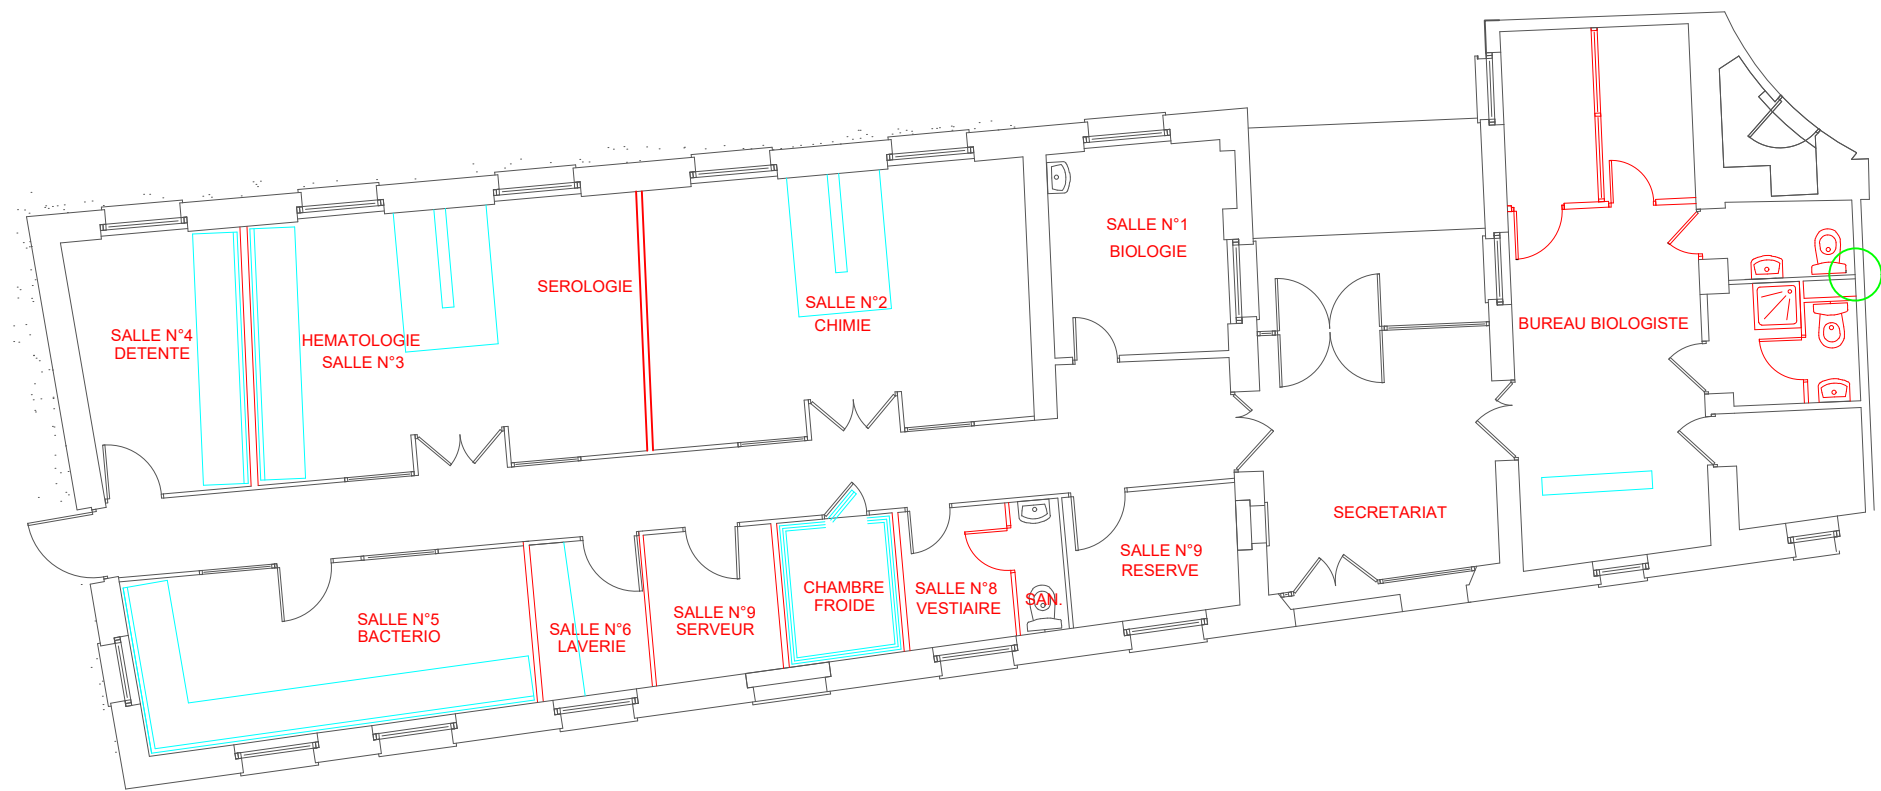 SALLE N°4
DETENTE
HEMATOLOGIE
SALLE N°3
SEROLOGIE
SALLE N°2
CHIMIE
SALLE N°1
BIOLOGIE
BUREAU BIOLOGISTE
SECRETARIAT
SALLE N°5
BACTERIO
SALLE N°6
LAVERIE
SALLE N°9
SERVEUR
CHAMBRE
FROIDE
SALLE N°8
VESTIAIRE
SAN.
SALLE N°9
RESERVE